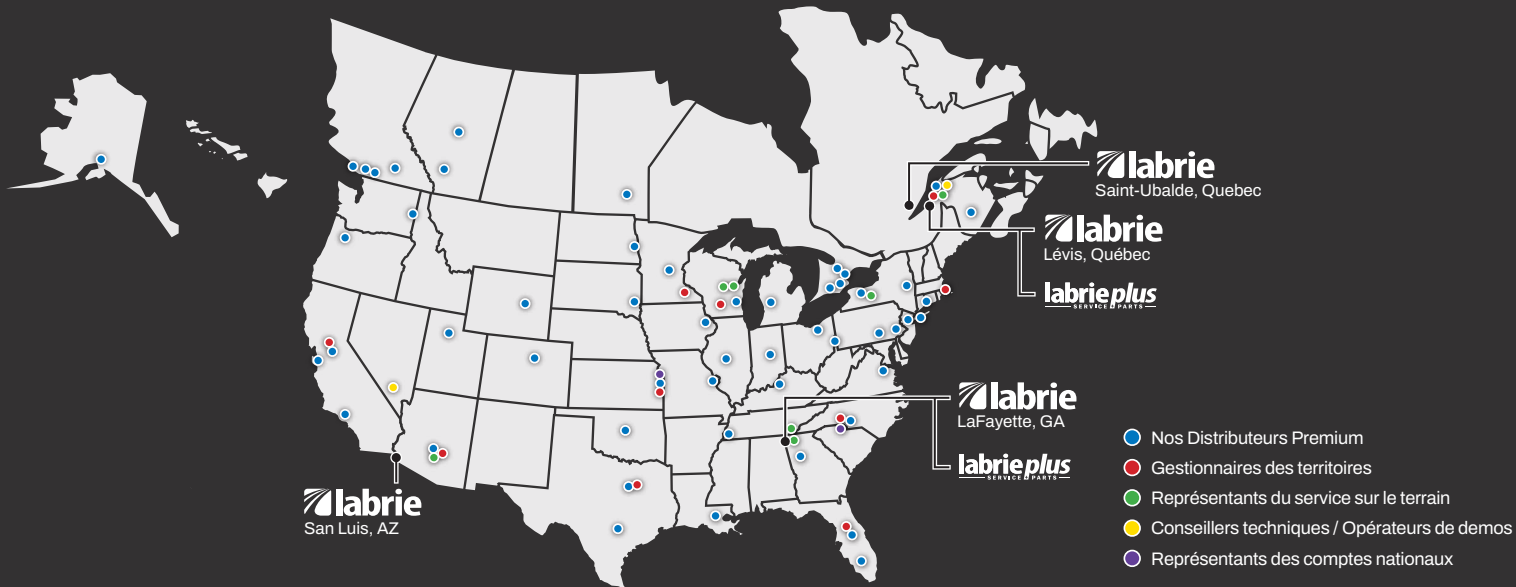 labrie
Saint-Ubalde, Quebec
labrie
Lévis, Québec
labrieplus
SERVICE & PARTS
labrie
LaFayette, GA
labrieplus
SERVICE & PARTS
labrie
San Luis, AZ
Nos Distributeurs Premium
Gestionnaires des territoires
Représentants du service sur le terrain
Conseillers techniques / Opérateurs de demos
Représentants des comptes nationaux